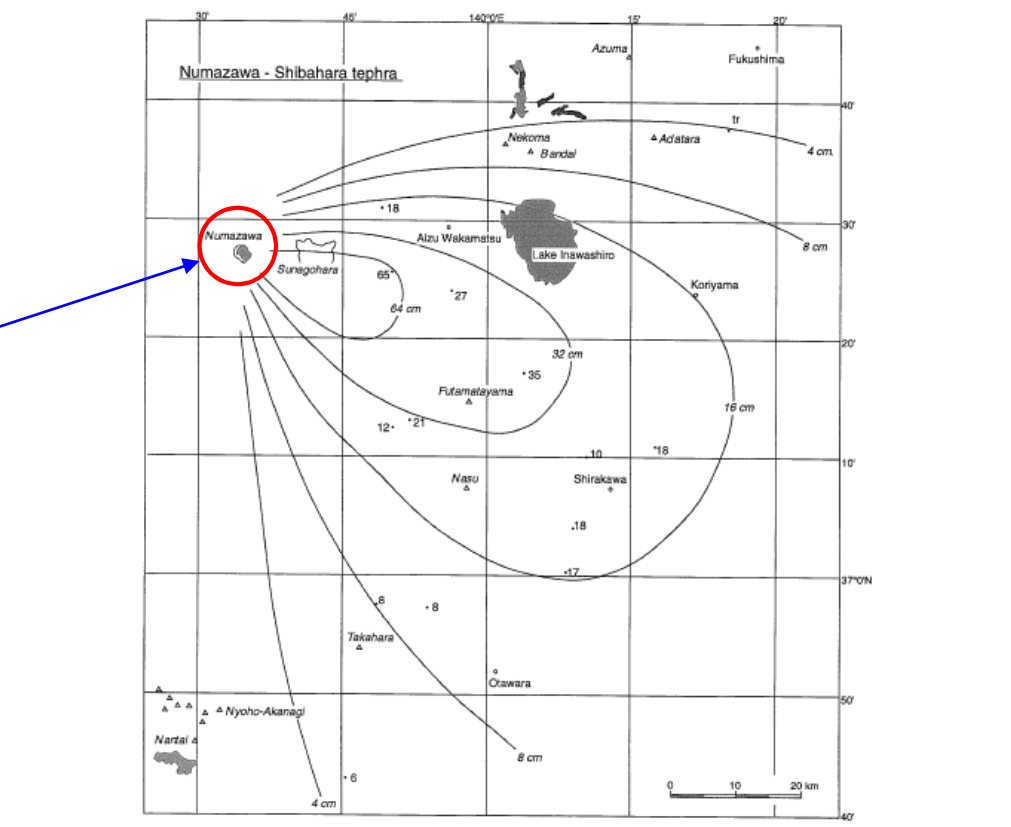 30' 45' 140°0'E 15' 20'
Azuma
Fukushima
Numazawa - Shibahara tephra
40'
tr
Nekoma
Adatara
Bandai
4 cm.
18
30'
Numazawa
Aizu Wakamatsu
8 cm
Lake Inawashiro
Sunagohara
65
27
Koriyama
64 cm
20'
32 cm
35
Futamatayama
16 cm
21
12
18
10
10'
Nasu
Shirakawa
18
17
37°0'N
8
8
Takahara
Otawara
50'
Nyoho-Akanagi
Nantai
8 cm
6
0 10 20 km
4 cm
40'